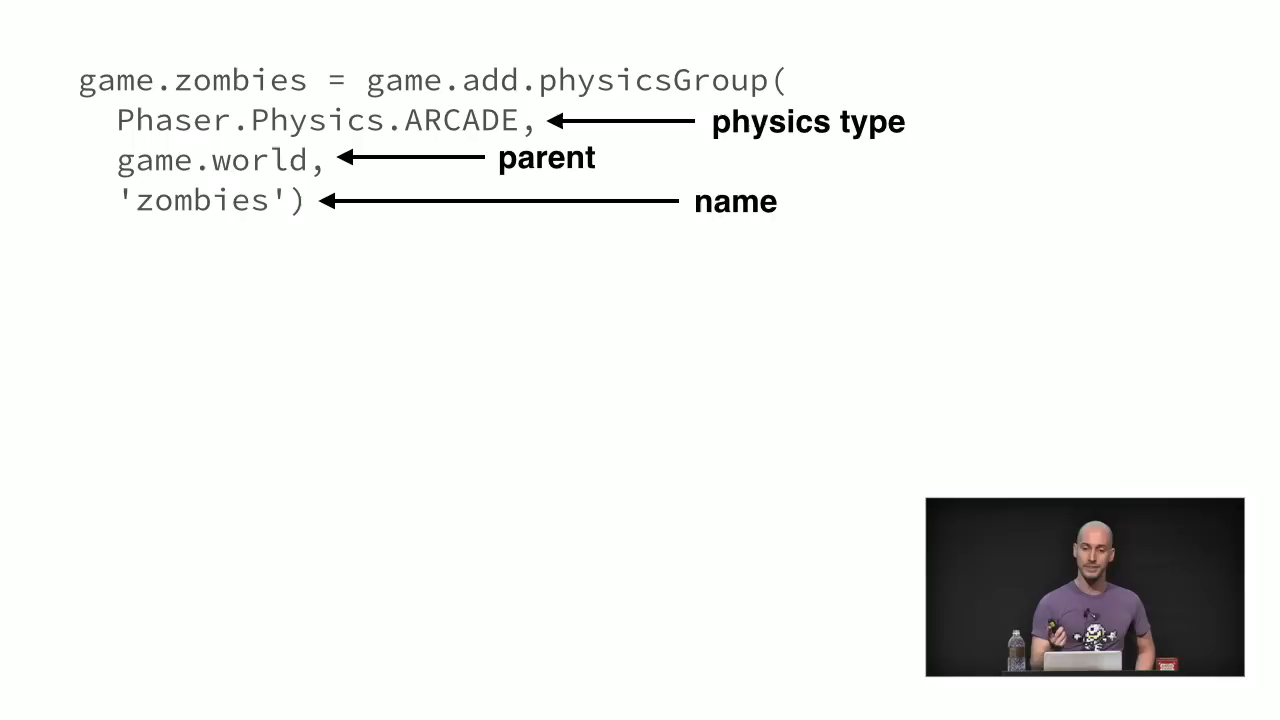 game.zombies = game.add.physicsGroup(
Phaser.Physics.ARCADE, physics type
game.world, parent
'zombies') name